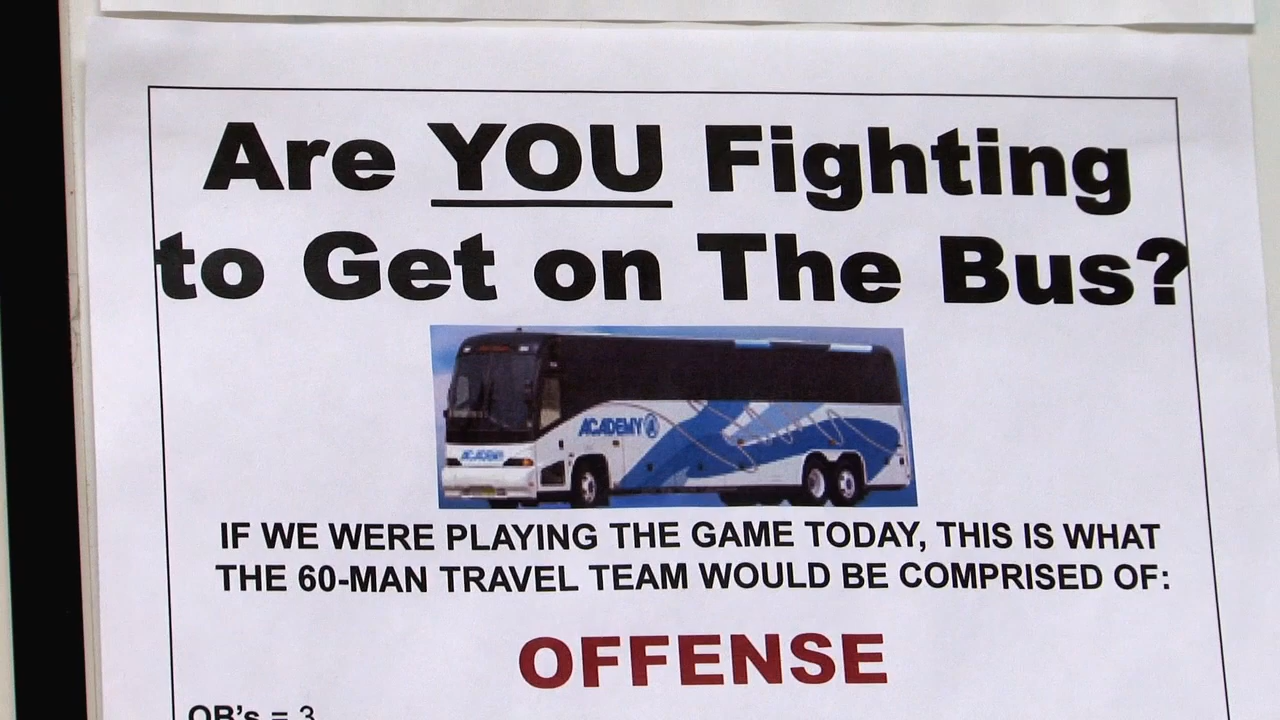 Are YOU Fighting
to Get on The Bus?
ACADEMY
ACADEMY
IF WE WERE PLAYING THE GAME TODAY, THIS IS WHAT
THE 60-MAN TRAVEL TEAM WOULD BE COMPRISED OF:
OFFENSE
QB's = 3